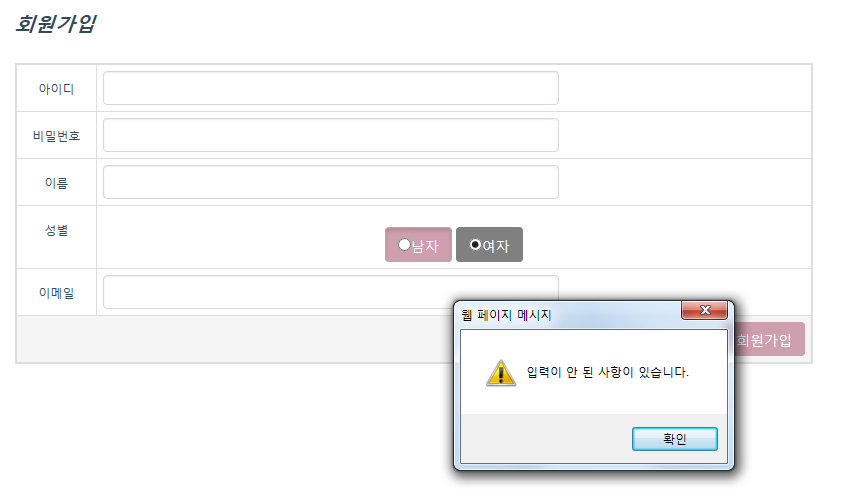 회원가입
아이디
비밀번호
이름
성별
남자 여자
이메일
회원가입
웹 페이지 메시지
입력이 안 된 사항이 있습니다.
확인